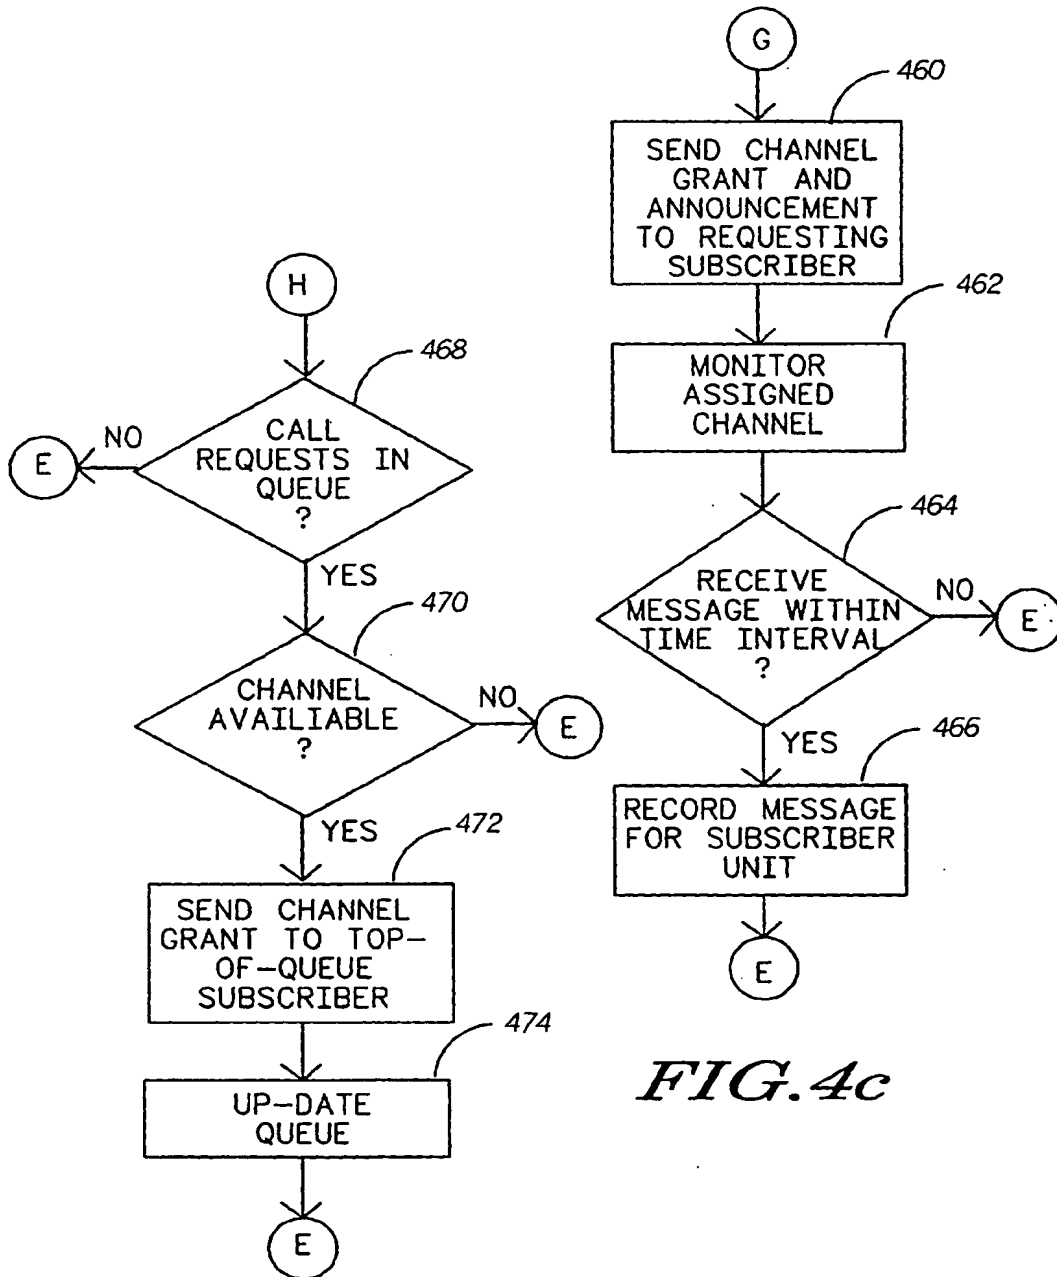 H
468
CALL
REQUESTS IN
QUEUE
?
NO
E
YES
470
CHANNEL
AVAILIABLE
?
NO
E
YES
472
SEND CHANNEL
GRANT TO TOP-
OF-QUEUE
SUBSCRIBER
474
UP-DATE
QUEUE
E
G
460
SEND CHANNEL
GRANT AND
ANNOUNCEMENT
TO REQUESTING
SUBSCRIBER
462
MONITOR
ASSIGNED
CHANNEL
464
RECEIVE
MESSAGE WITHIN
TIME INTERVAL
?
NO
E
YES
466
RECORD MESSAGE
FOR SUBSCRIBER
UNIT
E
FIG.4c